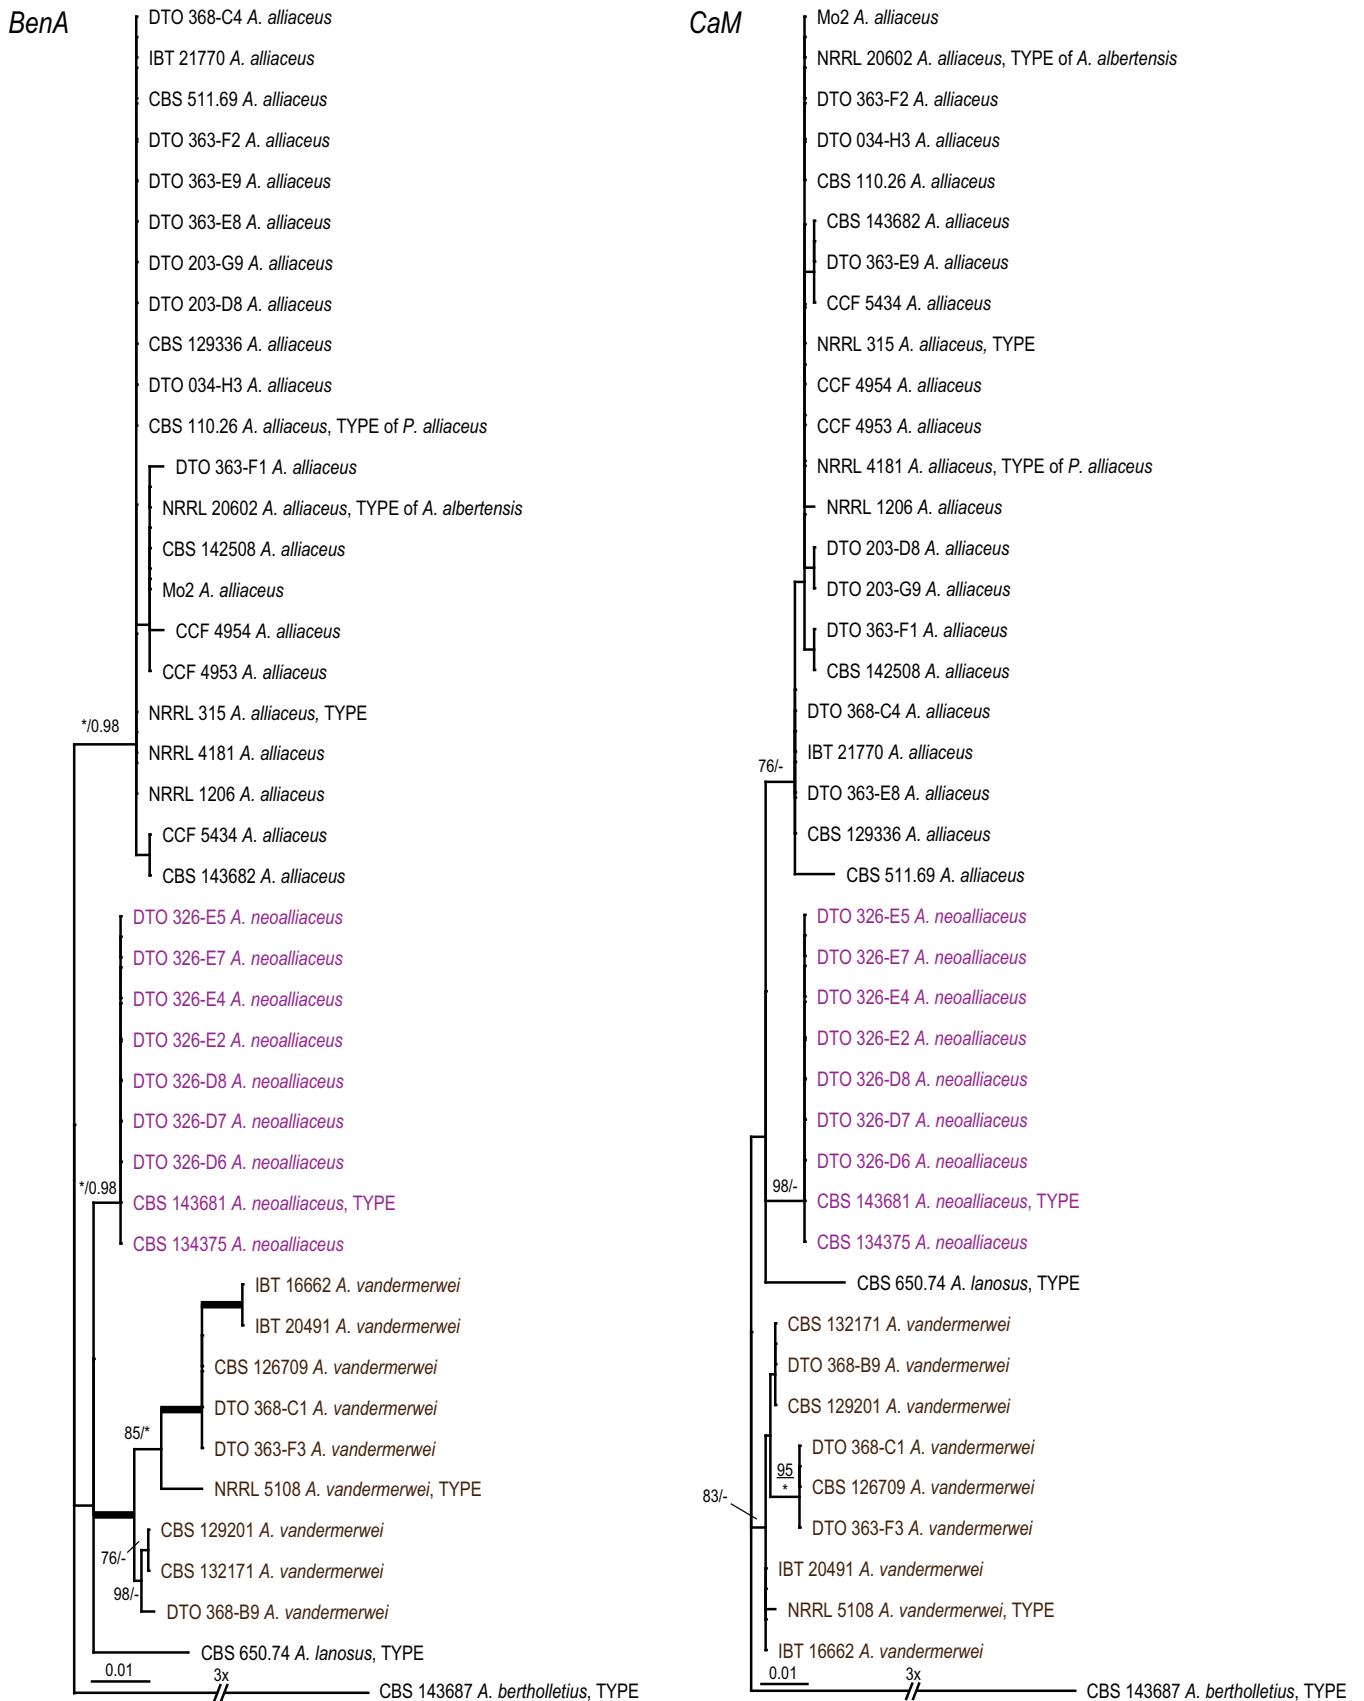 BenA
DTO 368-C4 A. alliaceus
IBT 21770 A. alliaceus
CBS 511.69 A. alliaceus
DTO 363-F2 A. alliaceus
DTO 363-E9 A. alliaceus
DTO 363-E8 A. alliaceus
DTO 203-G9 A. alliaceus
DTO 203-D8 A. alliaceus
CBS 129336 A. alliaceus
DTO 034-H3 A. alliaceus
CBS 110.26 A. alliaceus, TYPE of P. alliaceus
DTO 363-F1 A. alliaceus
NRRL 20602 A. alliaceus, TYPE of A. albertensis
CBS 142508 A. alliaceus
Mo2 A. alliaceus
CCF 4954 A. alliaceus
CCF 4953 A. alliaceus
NRRL 315 A. alliaceus, TYPE
*/0.98
NRRL 4181 A. alliaceus
NRRL 1206 A. alliaceus
CCF 5434 A. alliaceus
CBS 143682 A. alliaceus
DTO 326-E5 A. neoalliaceus
DTO 326-E7 A. neoalliaceus
DTO 326-E4 A. neoalliaceus
DTO 326-E2 A. neoalliaceus
DTO 326-D8 A. neoalliaceus
DTO 326-D7 A. neoalliaceus
DTO 326-D6 A. neoalliaceus
*/0.98
CBS 143681 A. neoalliaceus, TYPE
CBS 134375 A. neoalliaceus
IBT 16662 A. vandermerwei
IBT 20491 A. vandermerwei
CBS 126709 A. vandermerwei
DTO 368-C1 A. vandermerwei
85/*
DTO 363-F3 A. vandermerwei
NRRL 5108 A. vandermerwei, TYPE
CBS 129201 A. vandermerwei
76/-
CBS 132171 A. vandermerwei
98/-
DTO 368-B9 A. vandermerwei
CBS 650.74 A. lanosus, TYPE
0.01
3x
CBS 143687 A. bertholletius, TYPE
CaM
Mo2 A. alliaceus
NRRL 20602 A. alliaceus, TYPE of A. albertensis
DTO 363-F2 A. alliaceus
DTO 034-H3 A. alliaceus
CBS 110.26 A. alliaceus
CBS 143682 A. alliaceus
DTO 363-E9 A. alliaceus
CCF 5434 A. alliaceus
NRRL 315 A. alliaceus, TYPE
CCF 4954 A. alliaceus
CCF 4953 A. alliaceus
NRRL 4181 A. alliaceus, TYPE of P. alliaceus
NRRL 1206 A. alliaceus
DTO 203-D8 A. alliaceus
DTO 203-G9 A. alliaceus
DTO 363-F1 A. alliaceus
CBS 142508 A. alliaceus
DTO 368-C4 A. alliaceus
IBT 21770 A. alliaceus
76/-
DTO 363-E8 A. alliaceus
CBS 129336 A. alliaceus
CBS 511.69 A. alliaceus
DTO 326-E5 A. neoalliaceus
DTO 326-E7 A. neoalliaceus
DTO 326-E4 A. neoalliaceus
DTO 326-E2 A. neoalliaceus
DTO 326-D8 A. neoalliaceus
DTO 326-D7 A. neoalliaceus
DTO 326-D6 A. neoalliaceus
98/-
CBS 143681 A. neoalliaceus, TYPE
CBS 134375 A. neoalliaceus
CBS 650.74 A. lanosus, TYPE
CBS 132171 A. vandermerwei
DTO 368-B9 A. vandermerwei
CBS 129201 A. vandermerwei
DTO 368-C1 A. vandermerwei
95
*
CBS 126709 A. vandermerwei
83/-
DTO 363-F3 A. vandermerwei
IBT 20491 A. vandermerwei
NRRL 5108 A. vandermerwei, TYPE
IBT 16662 A. vandermerwei
0.01
3x
CBS 143687 A. bertholletius, TYPE